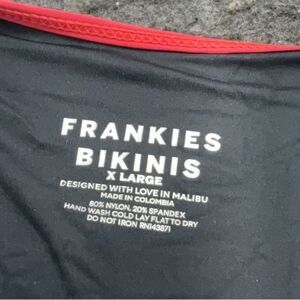 FRANKIES
BIKINIS
X LARGE
DESIGNED WITH LOVE IN MALIBU
MADE IN COLOMBIA
80% NYLON, 20% SPANDEX
HAND WASH COLD LAY FLAT TO DRY
DO NOT IRON RN143871